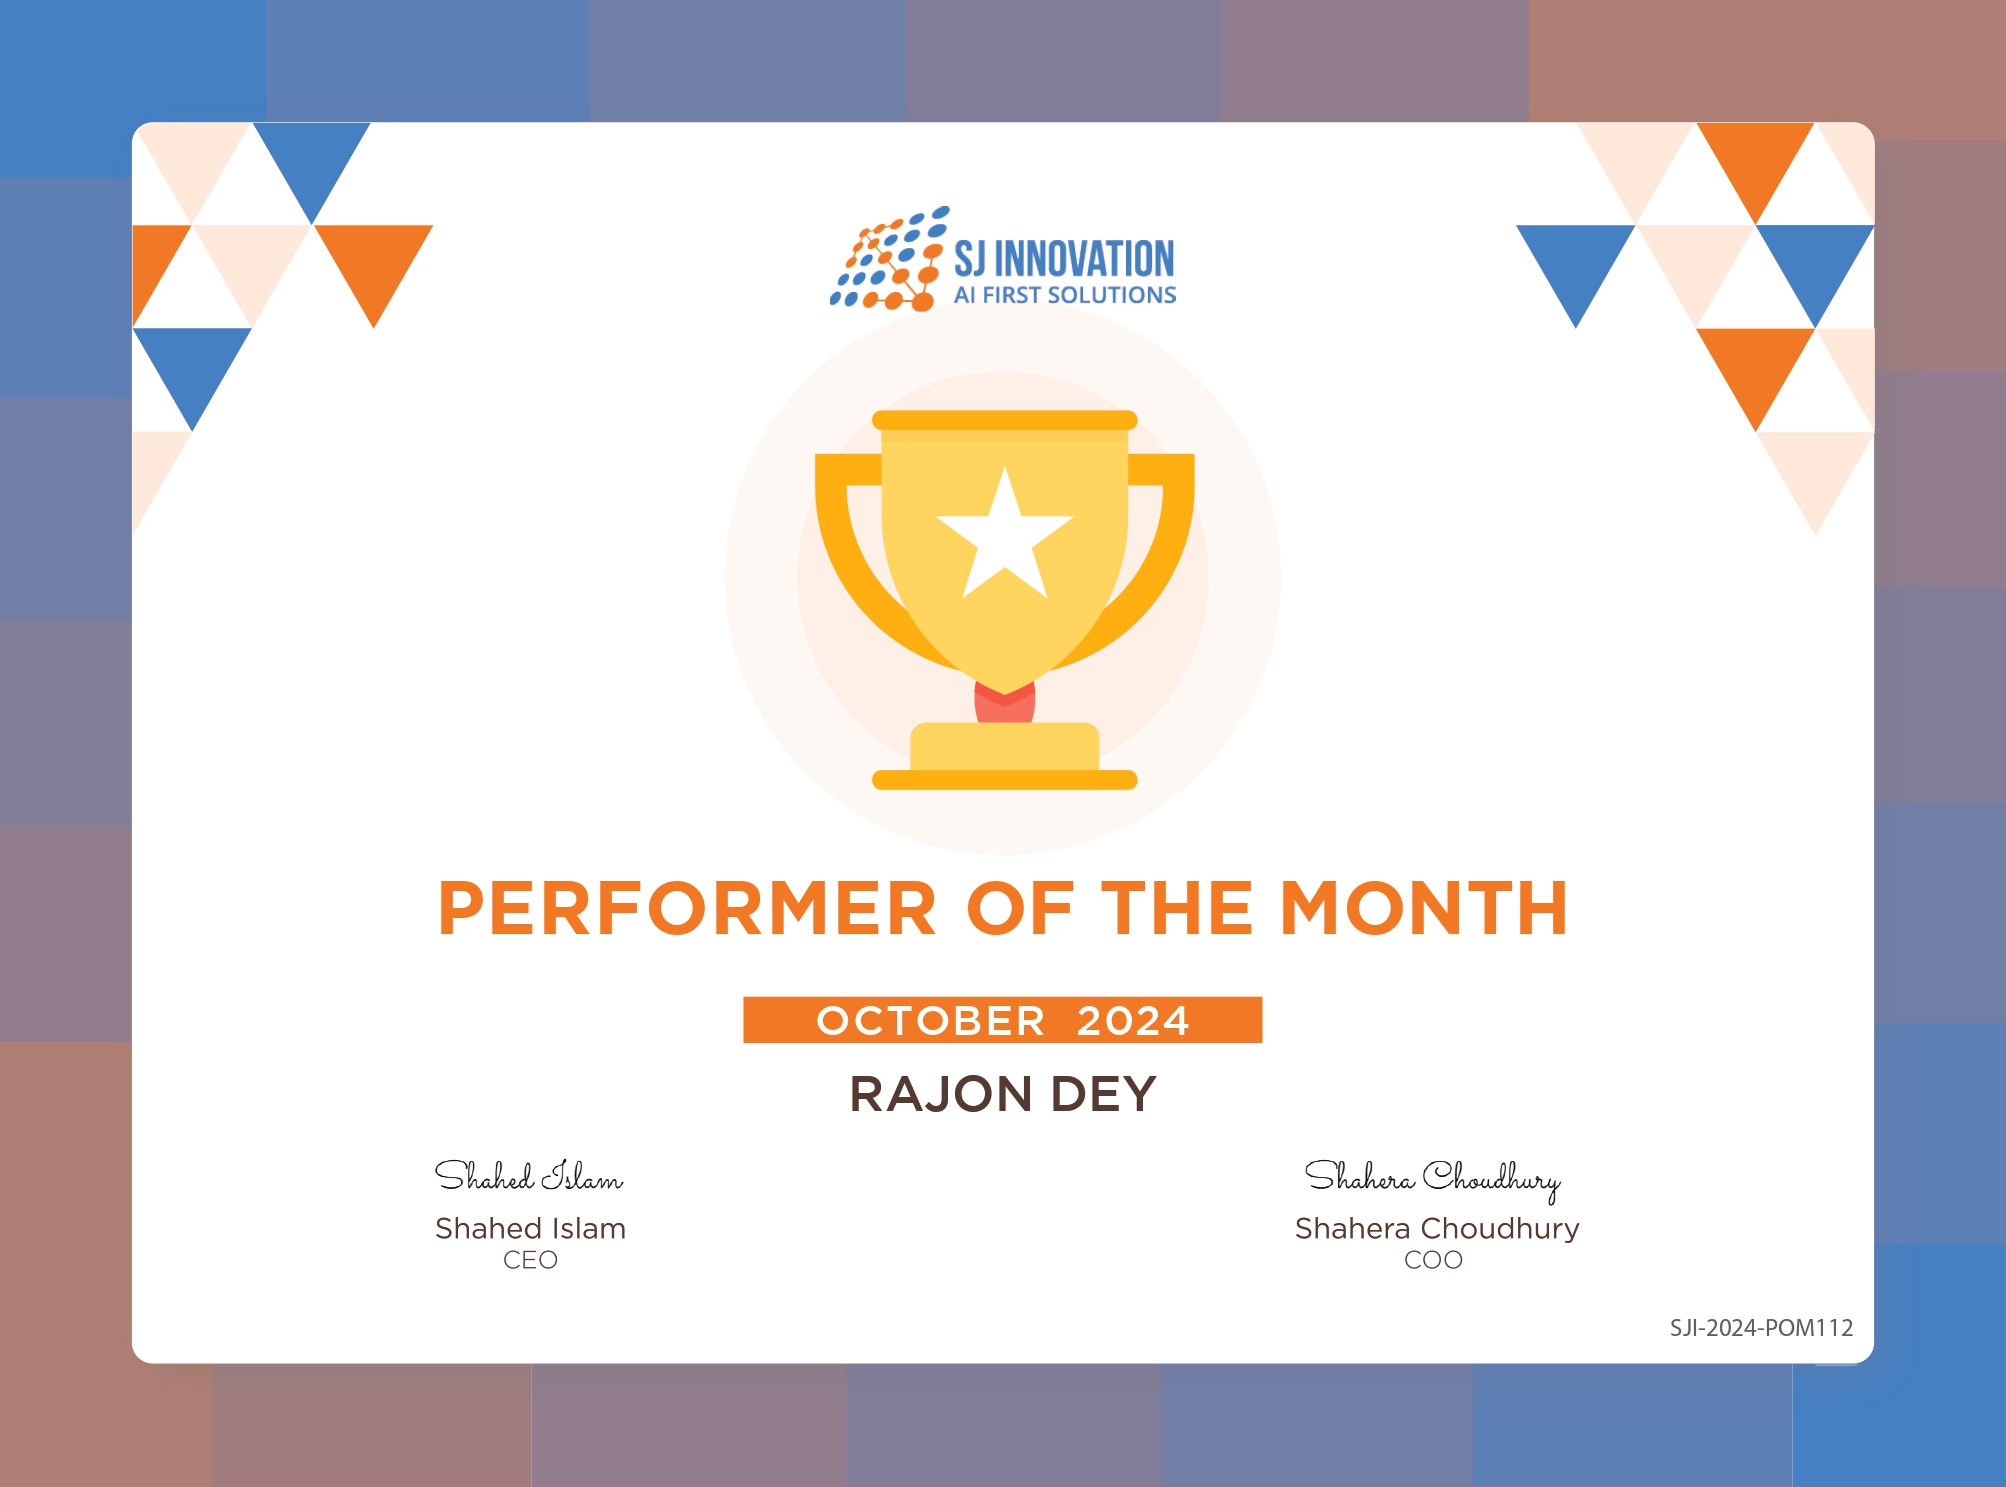 SJ INNOVATION
AI FIRST SOLUTIONS
PERFORMER OF THE MONTH
OCTOBER 2024
RAJON DEY
Shahed Islam
Shahed Islam
CEO
Shahera Choudhury
Shahera Choudhury
COO
SJI-2024-POM112